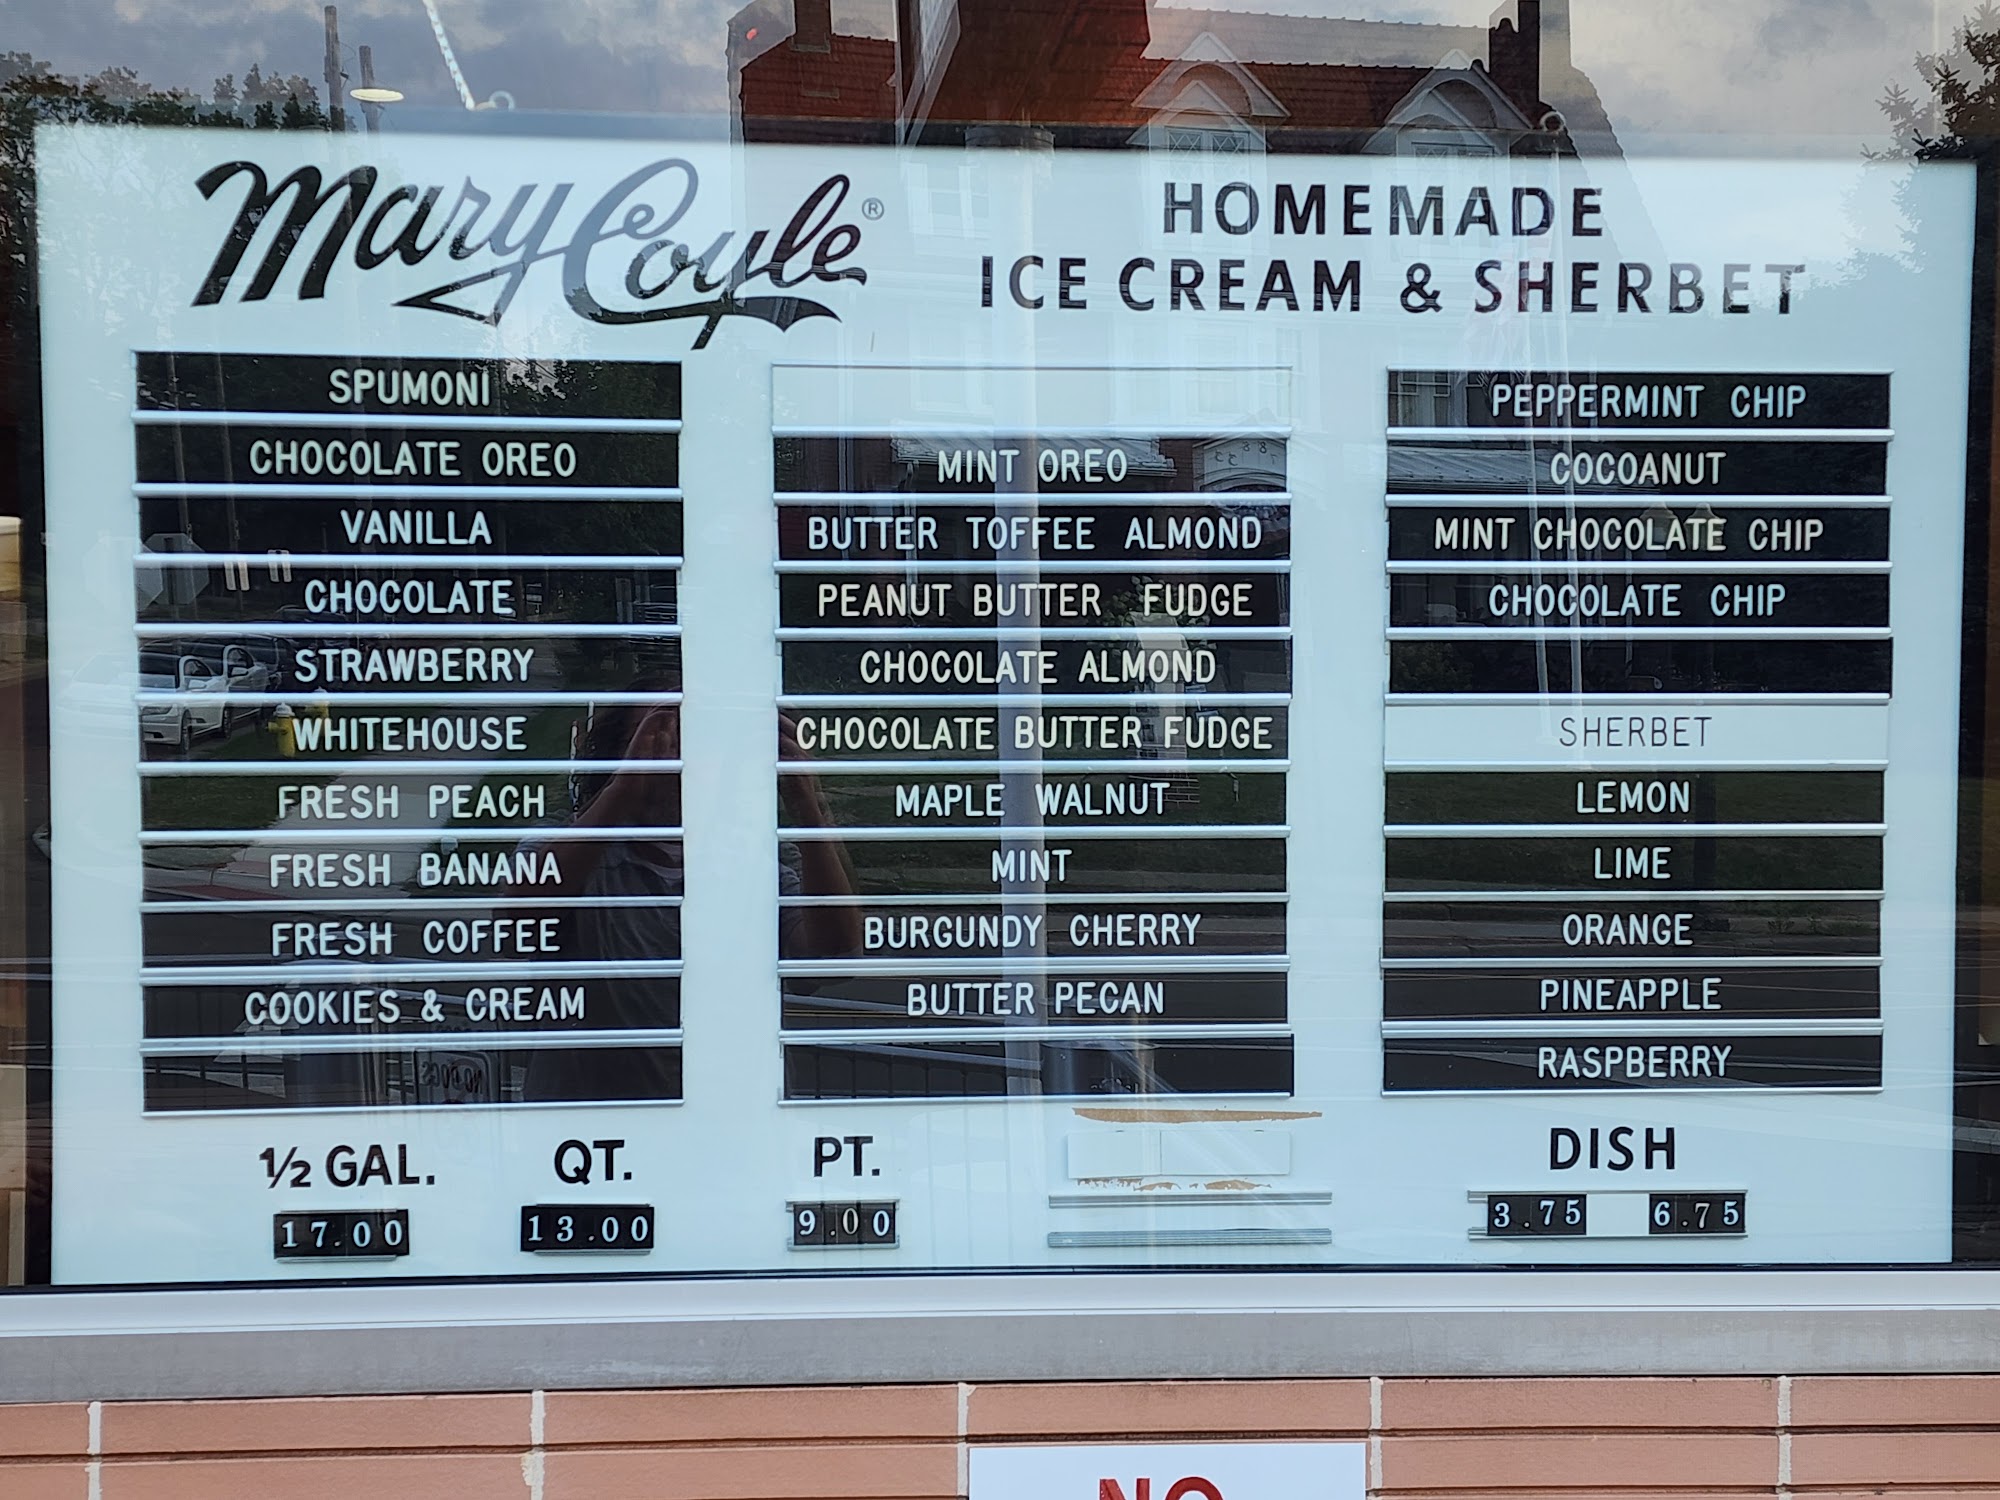 Mary Coyle®
HOMEMADE
ICE CREAM & SHERBET
SPUMONI
CHOCOLATE OREO
VANILLA
CHOCOLATE
STRAWBERRY
WHITEHOUSE
FRESH PEACH
FRESH BANANA
FRESH COFFEE
COOKIES & CREAM
MINT OREO
BUTTER TOFFEE ALMOND
PEANUT BUTTER FUDGE
CHOCOLATE ALMOND
CHOCOLATE BUTTER FUDGE
MAPLE WALNUT
MINT
BURGUNDY CHERRY
BUTTER PECAN
PEPPERMINT CHIP
COCOANUT
MINT CHOCOLATE CHIP
CHOCOLATE CHIP
SHERBET
LEMON
LIME
ORANGE
PINEAPPLE
RASPBERRY
½ GAL. QT. PT. DISH
17.00 13.00 9.00 3.75 6.75
NO